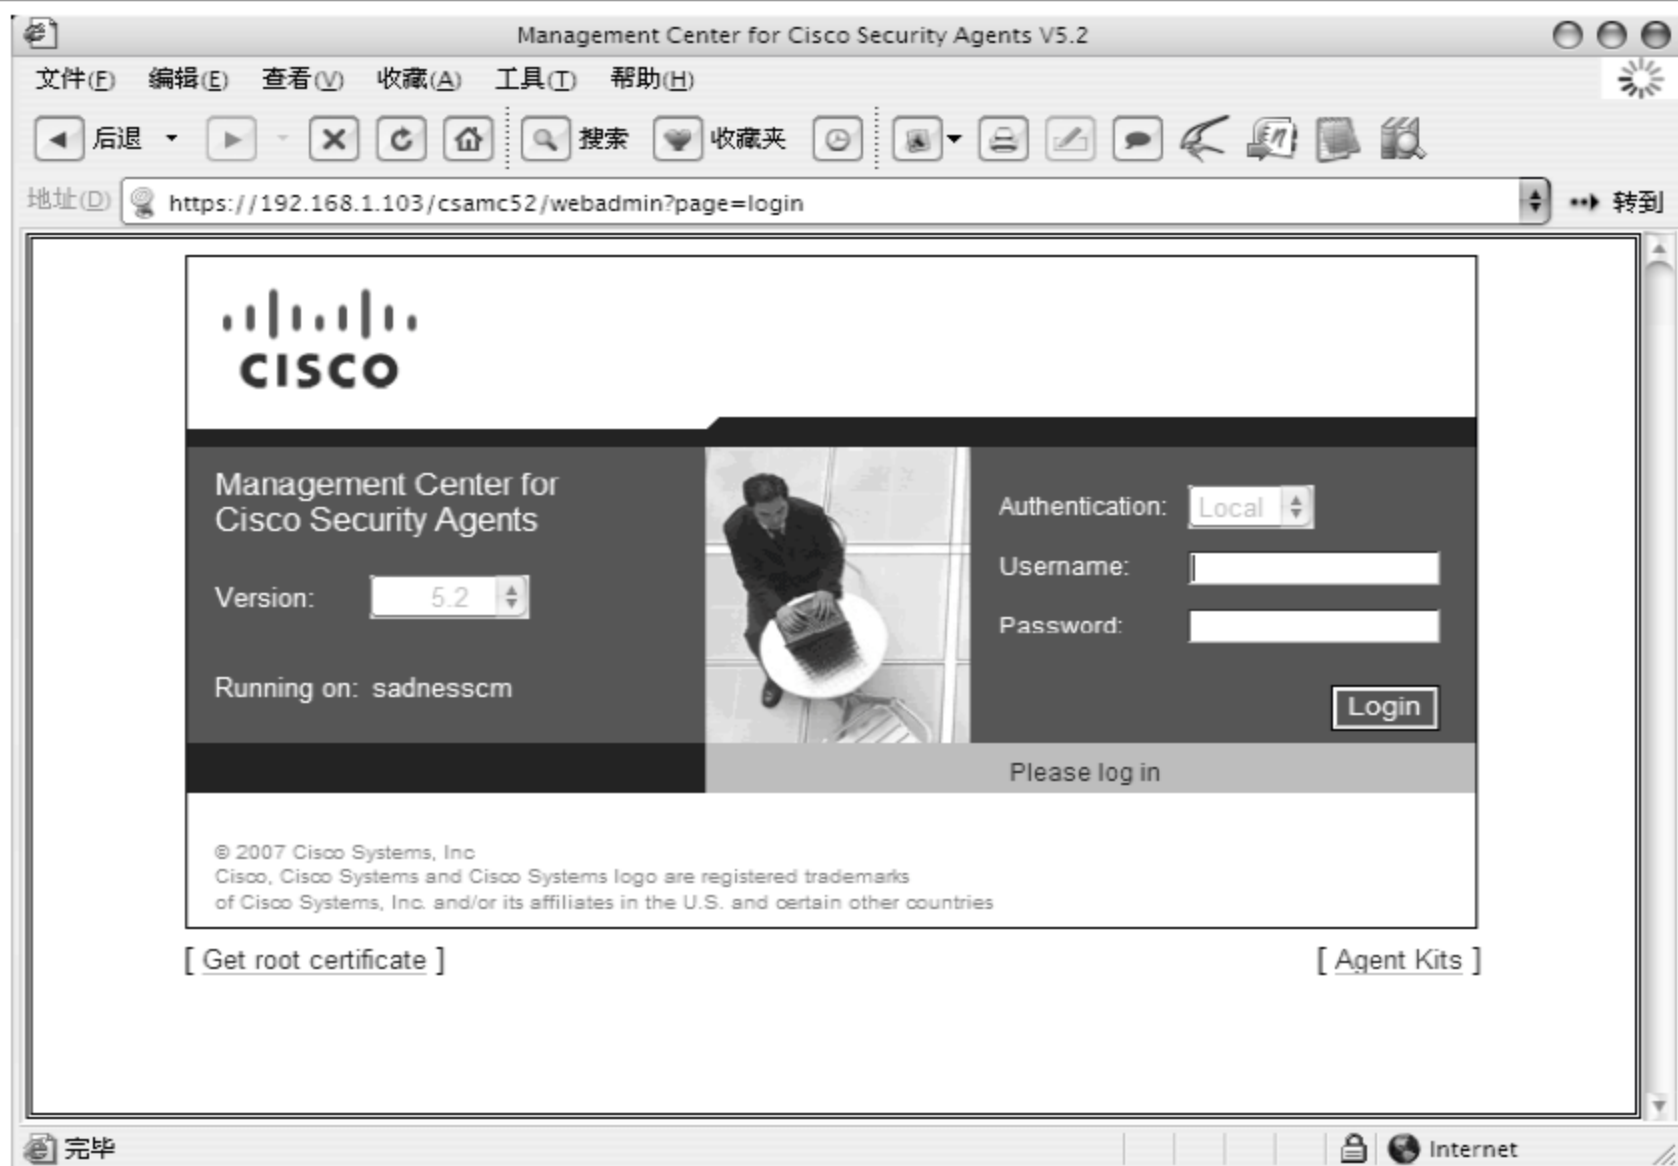 Management Center for Cisco Security Agents V5.2
文件(F) 编辑(E) 查看(V) 收藏(A) 工具(T) 帮助(H)
后退 搜索 收藏夹
地址(D) https://192.168.1.103/csamc52/webadmin?page=login 转到
CISCO
Management Center for
Cisco Security Agents
Version: 5.2
Running on: sadnesscm
Authentication: Local
Username:
Password:
Login
Please log in
© 2007 Cisco Systems, Inc
Cisco, Cisco Systems and Cisco Systems logo are registered trademarks
of Cisco Systems, Inc. and/or its affiliates in the U.S. and certain other countries
[ Get root certificate ] [ Agent Kits ]
完毕 Internet